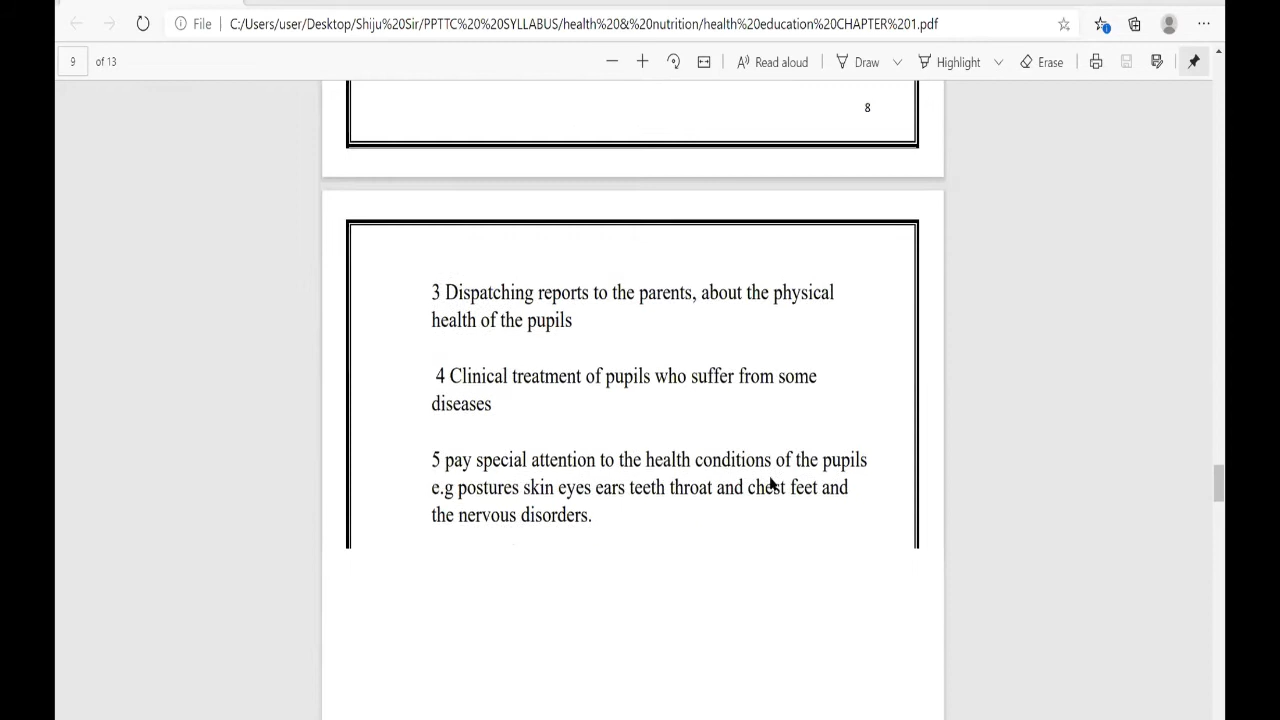 File
C:/Users/user/Desktop/Shiju%20Sir/PPTTC%20%20SYLLABUS/health%20&%20nutrition/health%20education%20CHAPTER%201.pdf
9 of 13
Read aloud
Draw
Highlight
Erase
8
3 Dispatching reports to the parents, about the physical
health of the pupils
4 Clinical treatment of pupils who suffer from some
diseases
5 pay special attention to the health conditions of the pupils
e.g postures skin eyes ears teeth throat and chest feet and
the nervous disorders.